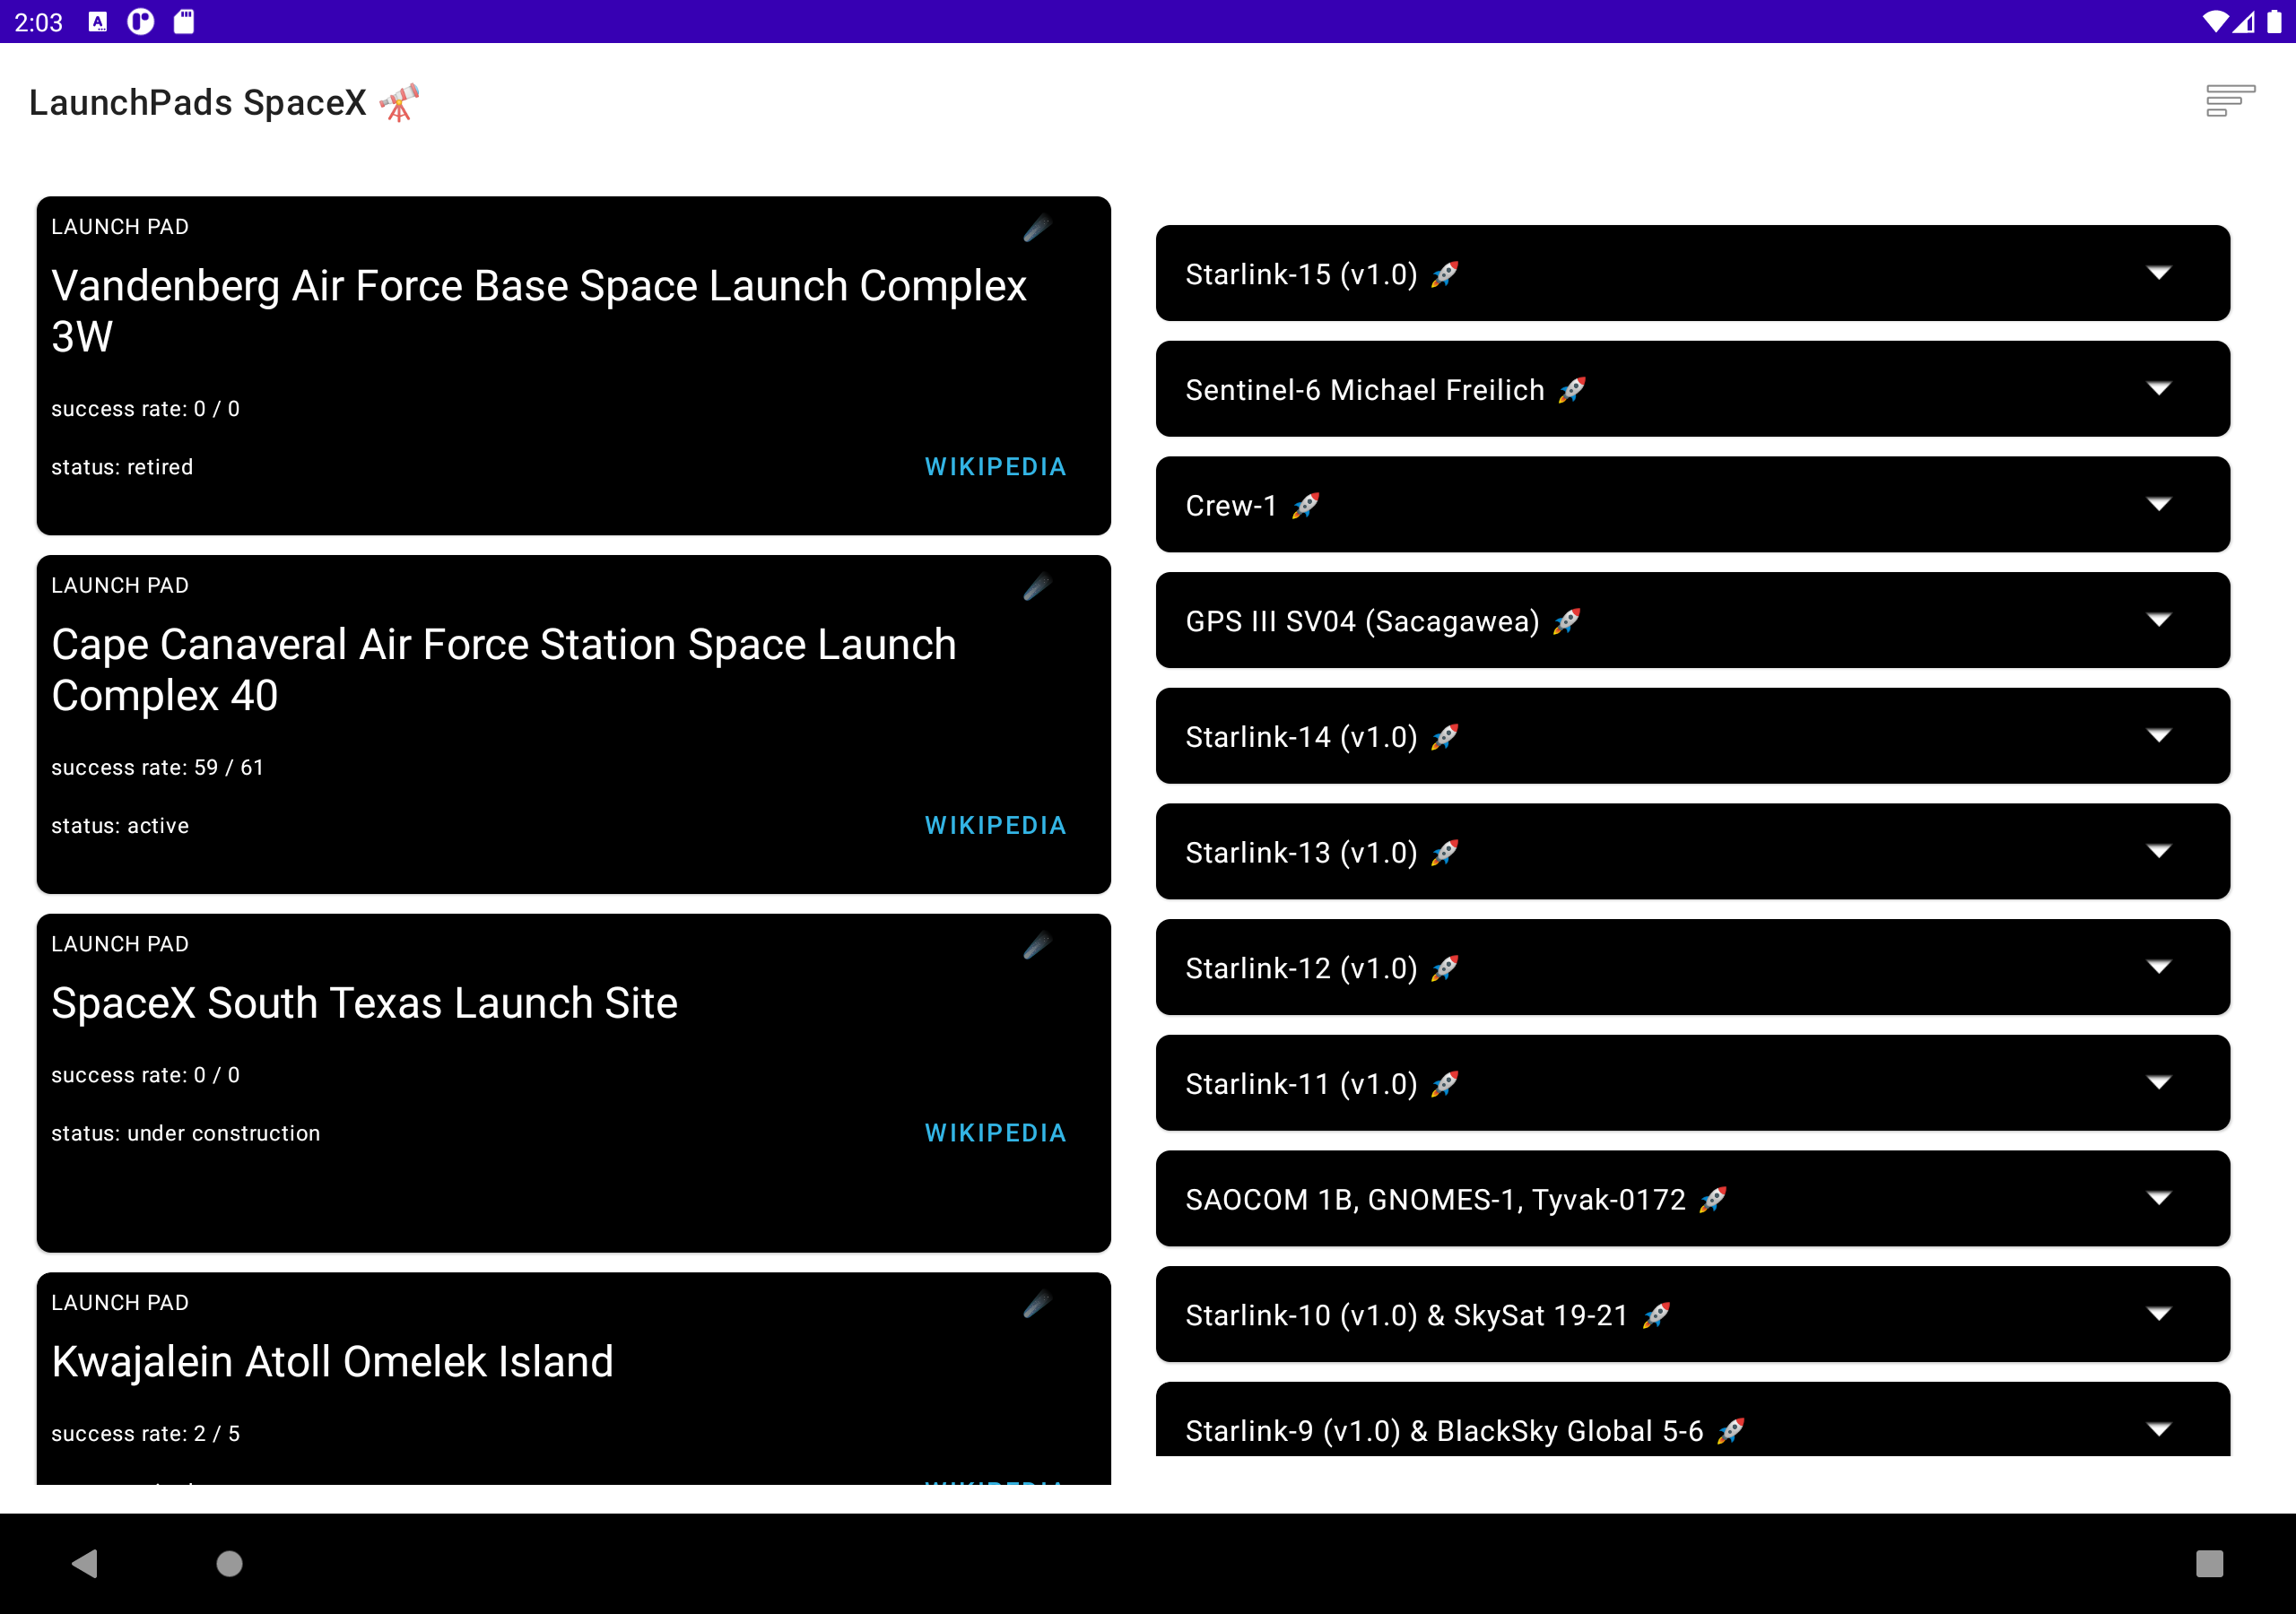 2:03
LaunchPads SpaceX 🔭
LAUNCH PAD
Vandenberg Air Force Base Space Launch Complex
3W
success rate: 0 / 0
status: retired
WIKIPEDIA
LAUNCH PAD
Cape Canaveral Air Force Station Space Launch
Complex 40
success rate: 59 / 61
status: active
WIKIPEDIA
LAUNCH PAD
SpaceX South Texas Launch Site
success rate: 0 / 0
status: under construction
WIKIPEDIA
LAUNCH PAD
Kwajalein Atoll Omelek Island
success rate: 2 / 5
WIKIPEDIA
Starlink-15 (v1.0) 🚀
Sentinel-6 Michael Freilich 🚀
Crew-1 🚀
GPS III SV04 (Sacagawea) 🚀
Starlink-14 (v1.0) 🚀
Starlink-13 (v1.0) 🚀
Starlink-12 (v1.0) 🚀
Starlink-11 (v1.0) 🚀
SAOCOM 1B, GNOMES-1, Tyvak-0172 🚀
Starlink-10 (v1.0) & SkySat 19-21 🚀
Starlink-9 (v1.0) & BlackSky Global 5-6 🚀